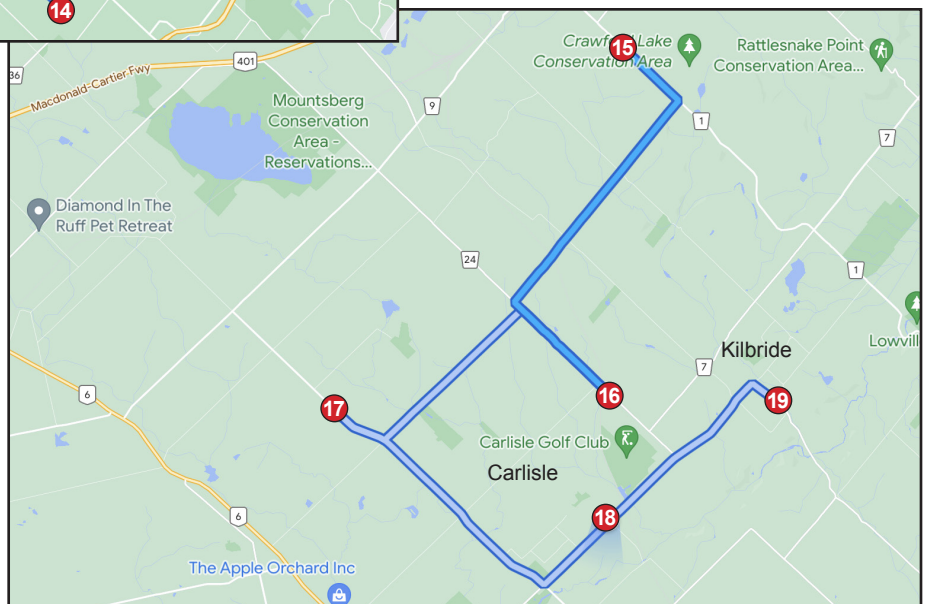 14
15
Crawford Lake
Conservation Area
Rattlesnake Point
Conservation Area...
401
36
Macdonald-Cartier Fwy
Mountsberg
Conservation
Area -
Reservations...
9
1
7
Diamond In The
Ruff Pet Retreat
24
1
Lowvill
Kilbride
7
6
17
16
19
Carlisle Golf Club
Carlisle
18
6
The Apple Orchard Inc